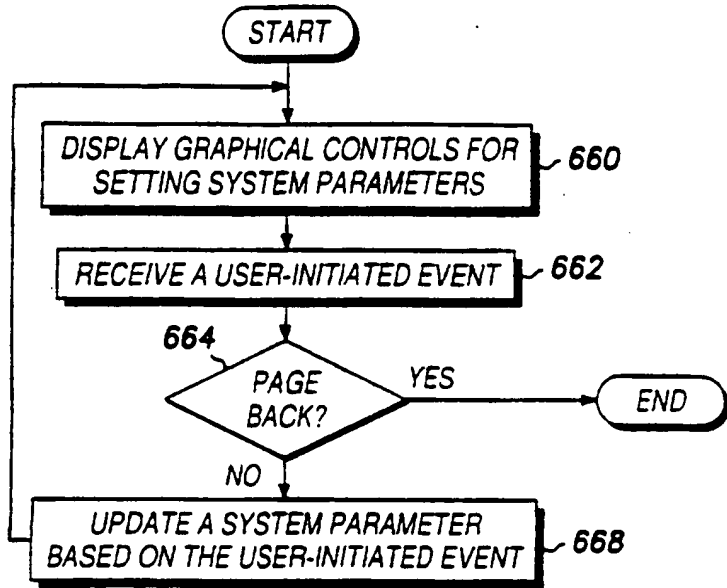 START
DISPLAY GRAPHICAL CONTROLS FOR
SETTING SYSTEM PARAMETERS
660
RECEIVE A USER-INITIATED EVENT
662
664
PAGE
BACK?
YES
END
NO
UPDATE A SYSTEM PARAMETER
BASED ON THE USER-INITIATED EVENT
668